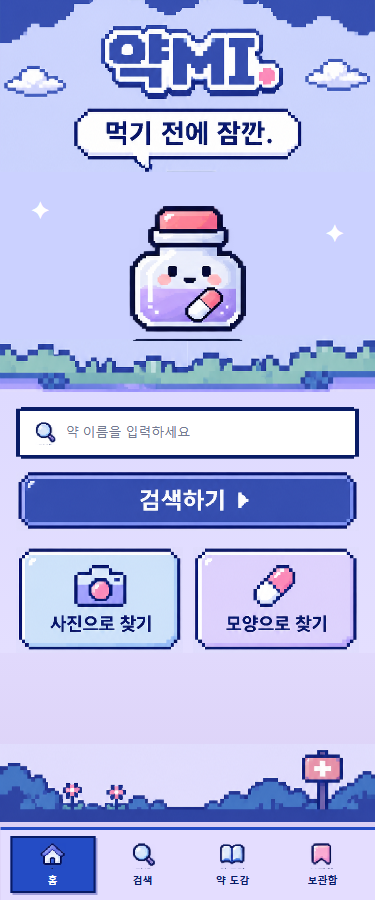 약MI.
먹기 전에 잠깐.
약 이름을 입력하세요
검색하기
사진으로 찾기
모양으로 찾기
홈
검색
약 도감
보관함